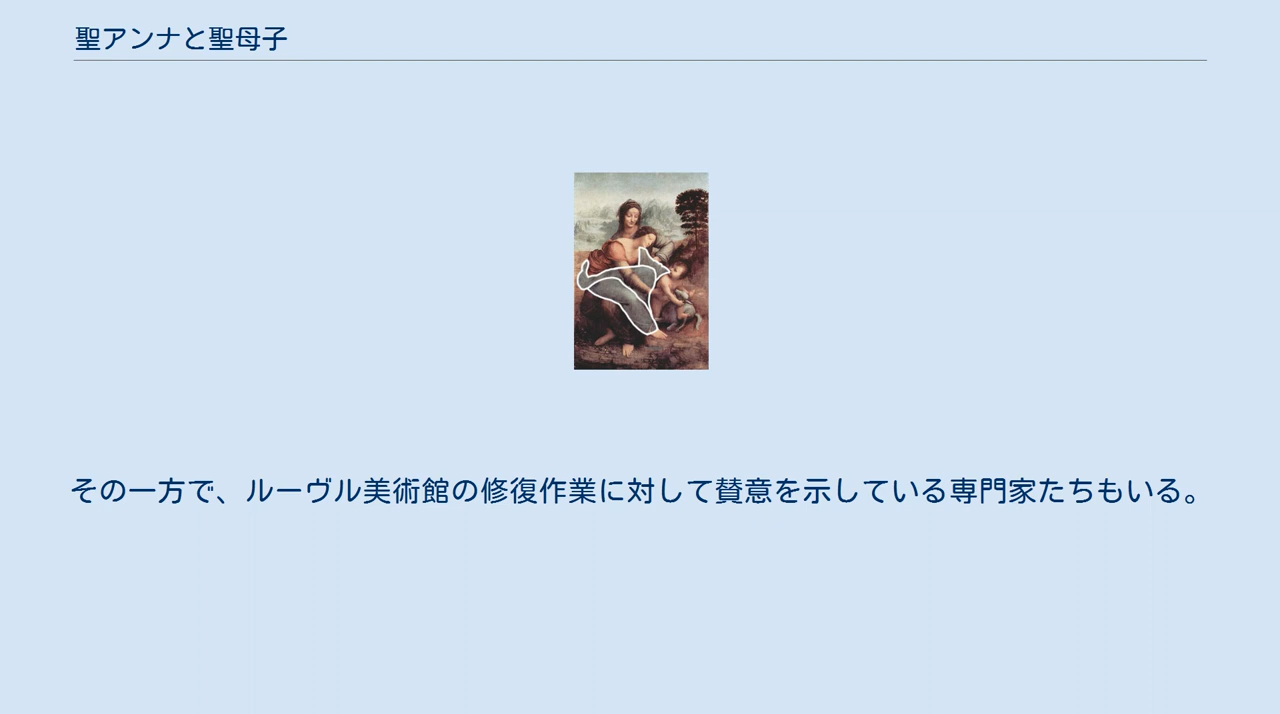 聖アンナと聖母子
その一方で、ルーヴル美術館の修復作業に対して賛意を示している専門家たちもいる。